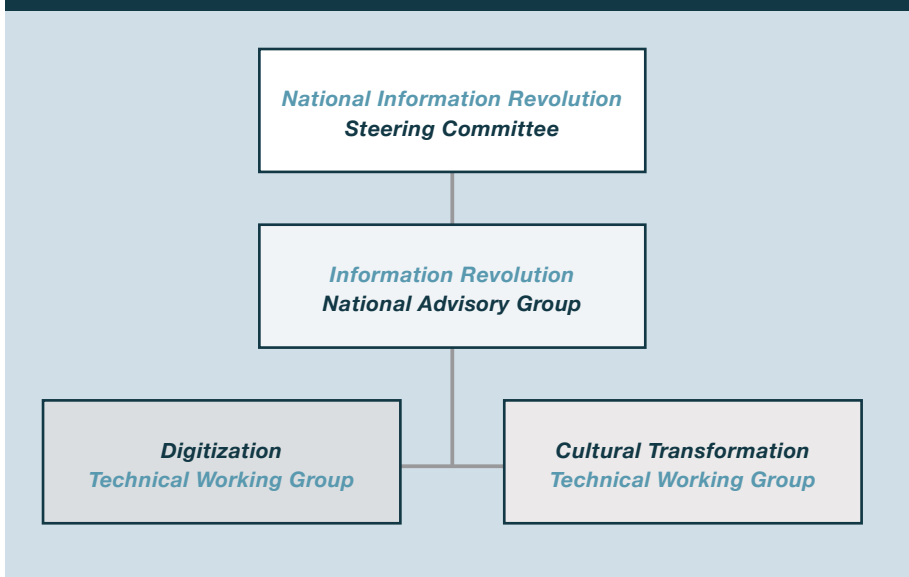 National Information Revolution
Steering Committee
Information Revolution
National Advisory Group
Digitization
Technical Working Group
Cultural Transformation
Technical Working Group